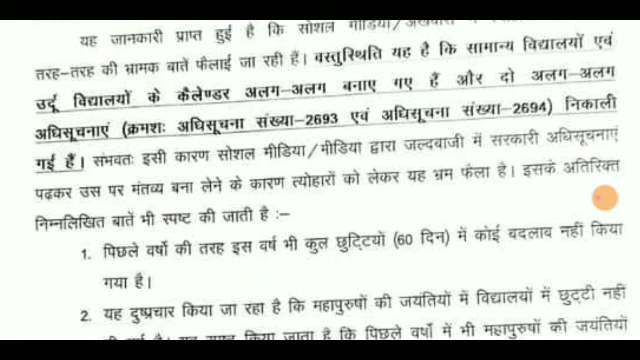 यह जानकारी प्राप्त हुई है कि सोशल मीडिया/अखबारों में
तरह-तरह की भ्रामक बातें फैलाई जा रही हैं। वस्तुस्थिति यह है कि सामान्य विद्यालयों एवं
उर्दू विद्यालयों के कैलेण्डर अलग-अलग बनाए गए हैं और दो अलग-अलग
अधिसूचनाएं (क्रमशः अधिसूचना संख्या-2693 एवं अधिसूचना संख्या-2694) निकाली
गई हैं। संभवतः इसी कारण सोशल मीडिया/मीडिया द्वारा जल्दबाजी में सरकारी अधिसूचनाएं
पढ़कर उस पर मंतव्य बना लेने के कारण त्योहारों को लेकर यह भ्रम फैला है। इसके अतिरिक्त
निम्नलिखित बातें भी स्पष्ट की जाती है :-
1. पिछले वर्षो की तरह इस वर्ष भी कुल छुट्टियों (60 दिन) में कोई बदलाव नहीं किया
गया है।
2. यह दुष्प्रचार किया जा रहा है कि महापुरुषों की जयंतियों में विद्यालयों में छुट्टी नहीं
की गई है। यह स्पष्ट किया जाता है कि पिछले वर्षों में भी महापुरुषों की जयंतियों